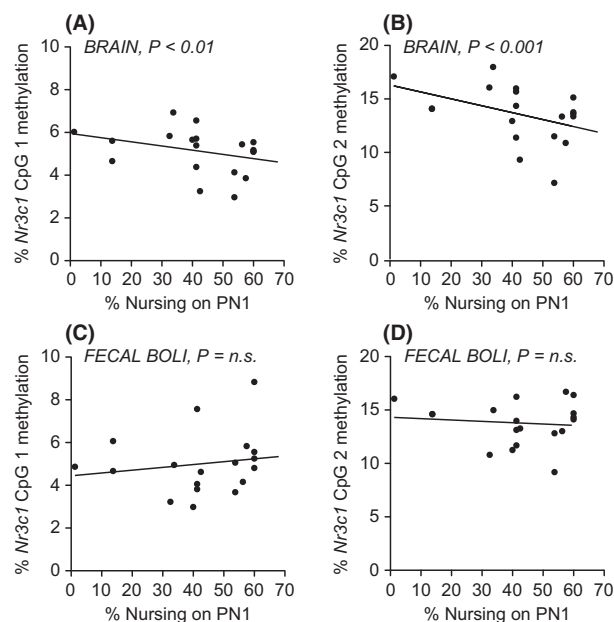 (A)
BRAIN, P < 0.01
% Nr3c1 CpG 1 methylation
10
8
6
4
2
0
0 10 20 30 40 50 60 70
% Nursing on PN1
(B)
BRAIN, P < 0.001
% Nr3c1 CpG 2 methylation
20
15
10
5
0
0 10 20 30 40 50 60 70
% Nursing on PN1
(C)
FECAL BOLI, P = n.s.
% Nr3c1 CpG 1 methylation
10
8
6
4
2
0
0 10 20 30 40 50 60 70
% Nursing on PN1
(D)
FECAL BOLI, P = n.s.
% Nr3c1 CpG 2 methylation
20
15
10
5
0
0 10 20 30 40 50 60 70
% Nursing on PN1